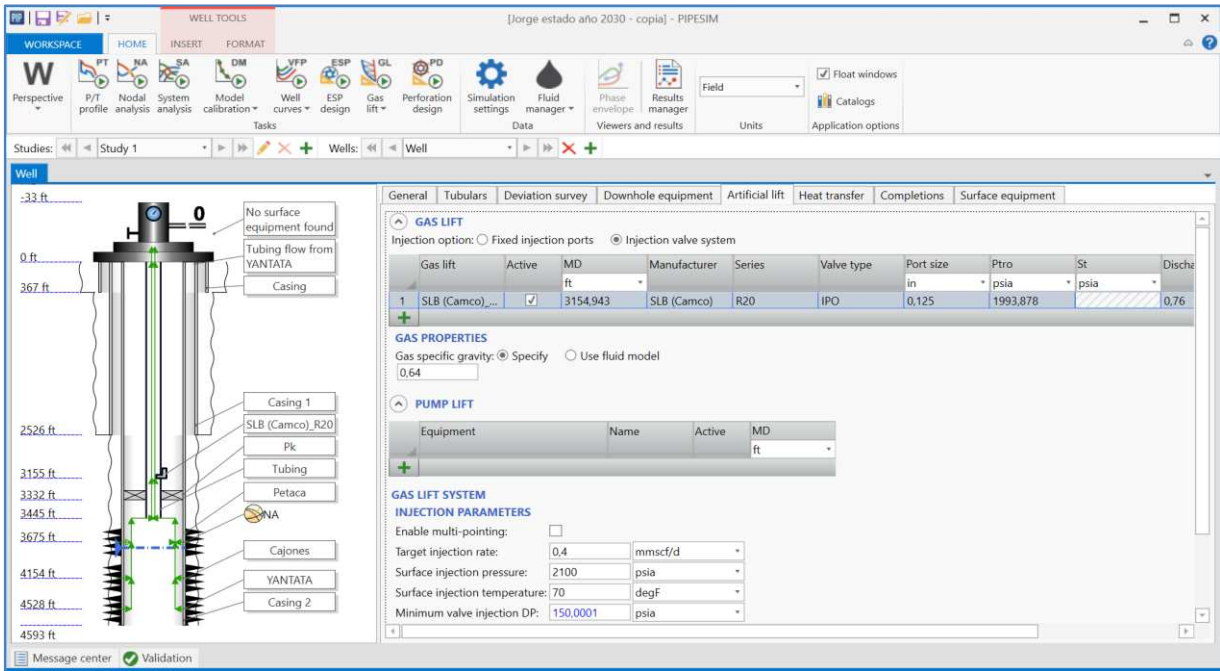 PIP
WELL TOOLS
[Jorge estado año 2030 - copia] - PIPESIM
WORKSPACE HOME INSERT FORMAT
W PT NA SA DM VFP ESP GL PD
Perspective P/T profile Nodal analysis System analysis Model calibration Well curves ESP design Gas lift Perforation design Simulation settings Fluid manager Phase envelope Results manager Field Float windows Catalogs
Tasks Data Viewers and results Units Application options
Studies: Study 1 Wells: Well
Well
General Tubulars Deviation survey Downhole equipment Artificial lift Heat transfer Completions Surface equipment
-33 ft
0
No surface equipment found
Tubing flow from YANTATA
0 ft
Casing
367 ft
Casing 1
SLB (Camco)_R20
2526 ft
Pk
Tubing
3155 ft
Petaca
3332 ft
3445 ft
NA
3675 ft
Cajones
4154 ft
YANTATA
4528 ft
Casing 2
4593 ft
GAS LIFT
Injection option: Fixed injection ports Injection valve system
Gas lift Active MD Manufacturer Series Valve type Port size Ptro St Discha
ft in psia psia
1 SLB (Camco)_... 3154,943 SLB (Camco) R20 IPO 0,125 1993,878 0,76
GAS PROPERTIES
Gas specific gravity: Specify Use fluid model
0,64
PUMP LIFT
Equipment Name Active MD
ft
GAS LIFT SYSTEM
INJECTION PARAMETERS
Enable multi-pointing:
Target injection rate: 0,4 mmscf/d
Surface injection pressure: 2100 psia
Surface injection temperature: 70 degF
Minimum valve injection DP: 150,0001 psia
Message center Validation